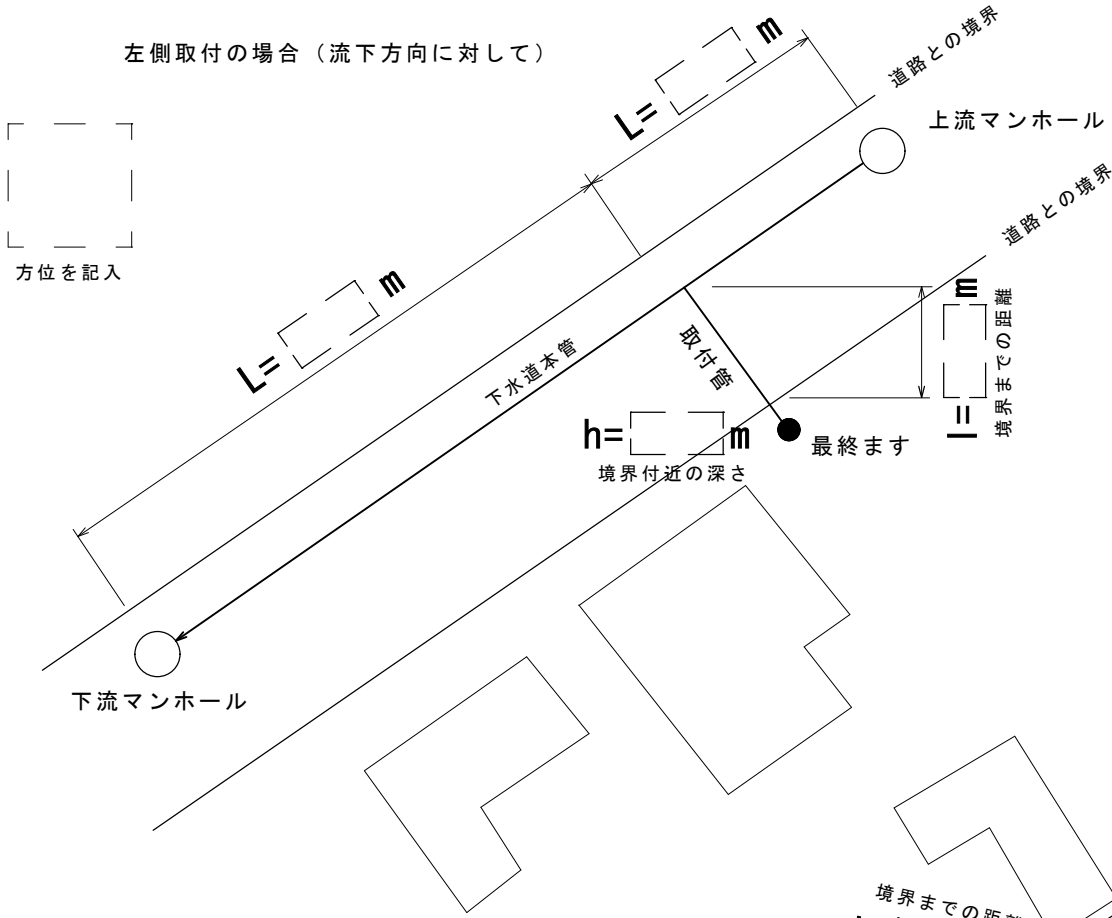 左側取付の場合（流下方向に対して）
L= m
道路との境界
上流マンホール
道路との境界
方位を記入
L= m
下水道本管
取付管
l= m
境界までの距離
h= m
境界付近の深さ
最終ます
下流マンホール
境界までの距離